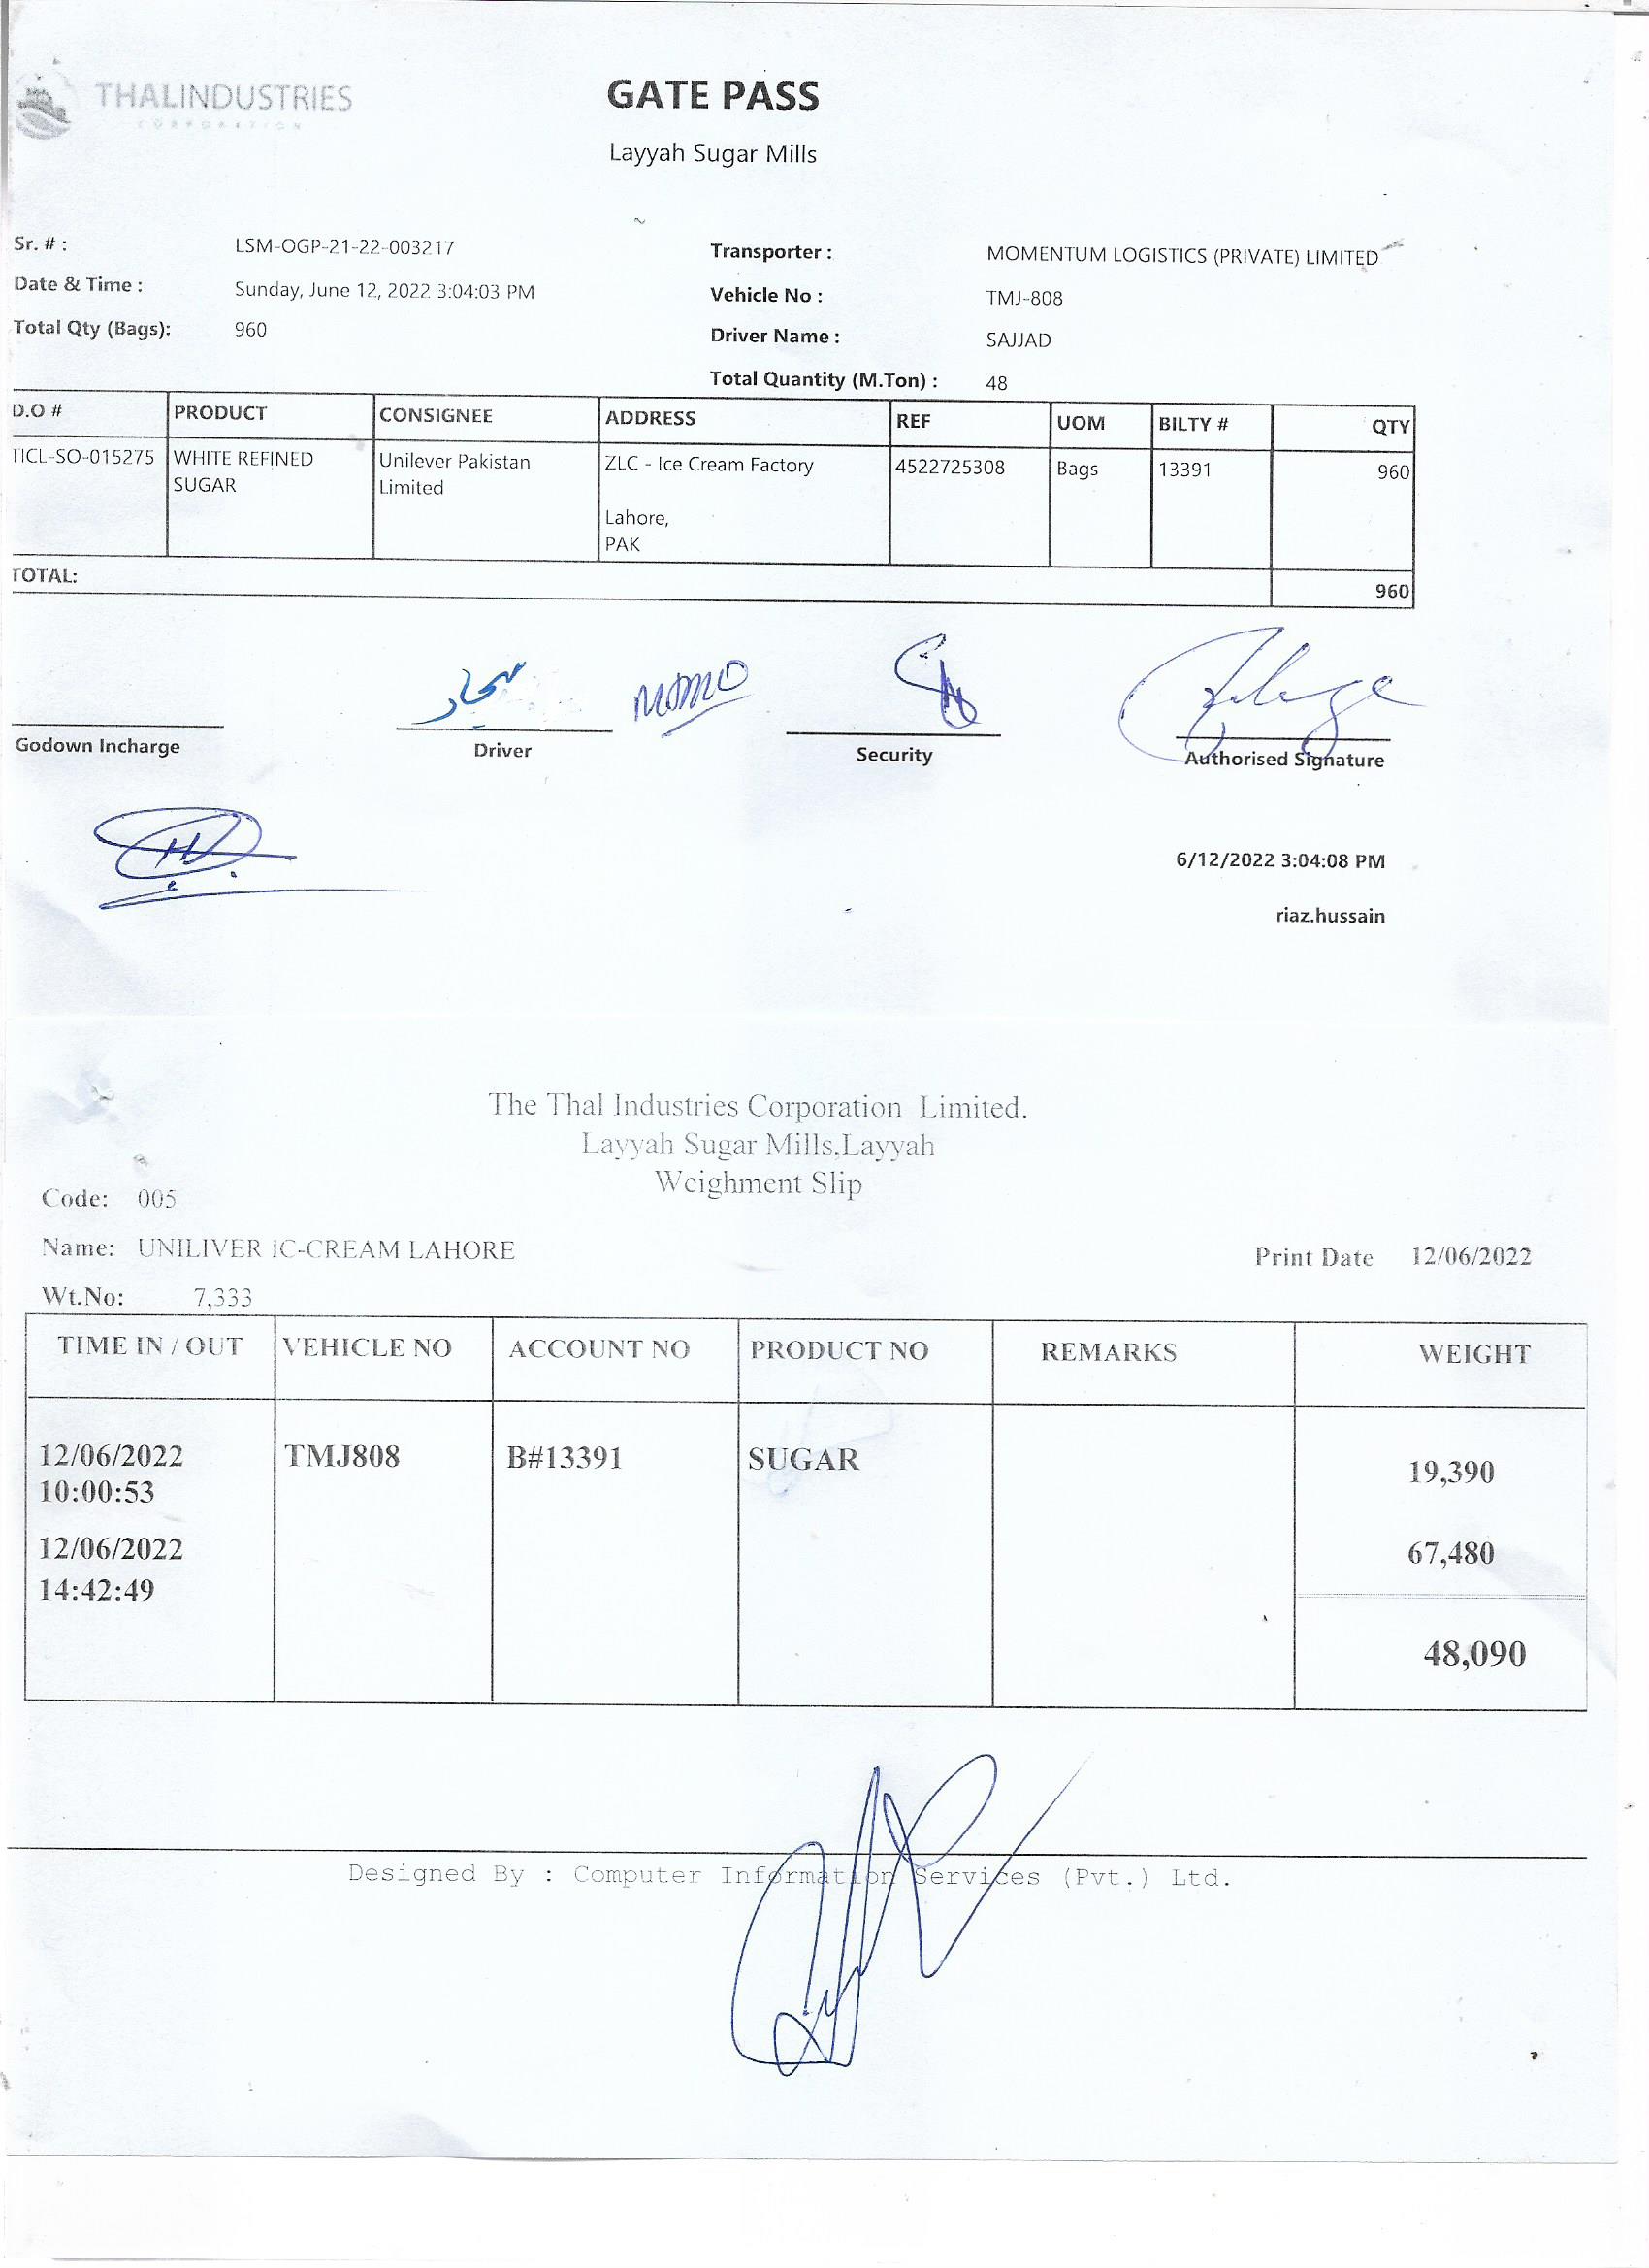 THALINDUSTRIES
CORPORATION
GATE PASS
Layyah Sugar Mills
Sr. # : LSM-OGP-21-22-003217
Transporter : MOMENTUM LOGISTICS (PRIVATE) LIMITED
Date & Time : Sunday, June 12, 2022 3:04:03 PM
Vehicle No : TMJ-808
Total Qty (Bags): 960
Driver Name : SAJJAD
Total Quantity (M.Ton) : 48
D.O # PRODUCT CONSIGNEE ADDRESS REF UOM BILTY # QTY
TICL-SO-015275 WHITE REFINED Unilever Pakistan ZLC - Ice Cream Factory 4522725308 Bags 13391 960
SUGAR Limited
Lahore,
PAK
TOTAL: 960
سجاد MOMO
Godown Incharge Driver Security Authorised Signature
6/12/2022 3:04:08 PM
riaz.hussain
The Thal Industries Corporation Limited.
Layyah Sugar Mills,Layyah
Weighment Slip
Code: 005
Name: UNILIVER IC-CREAM LAHORE Print Date 12/06/2022
Wt.No: 7,333
TIME IN / OUT VEHICLE NO ACCOUNT NO PRODUCT NO REMARKS WEIGHT
12/06/2022 TMJ808 B#13391 SUGAR 19,390
10:00:53
12/06/2022 67,480
14:42:49
48,090
Designed By : Computer Information Services (Pvt.) Ltd.